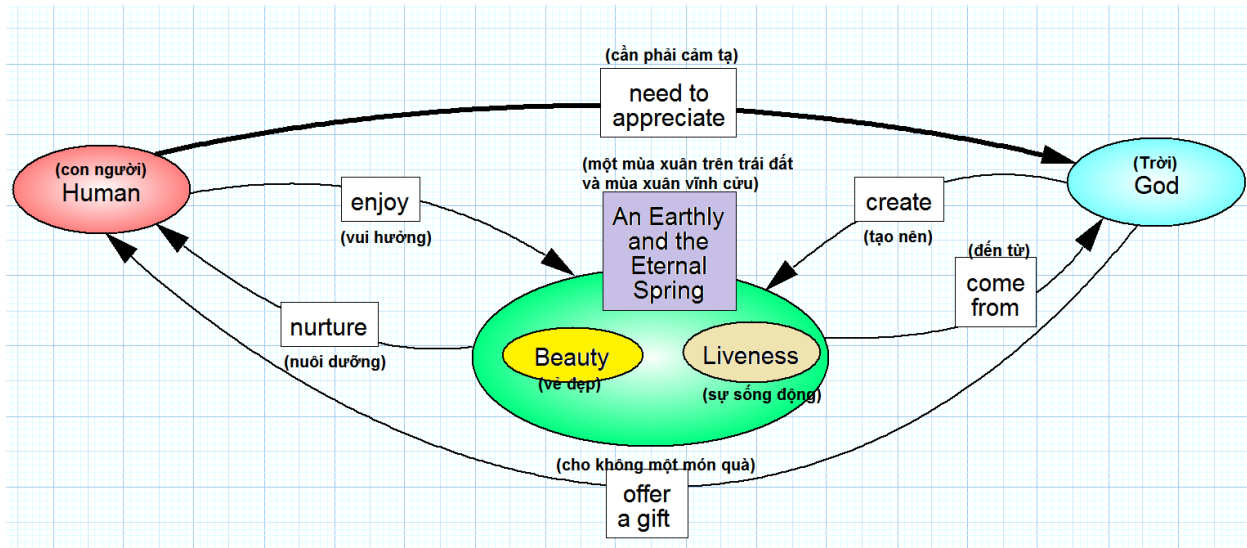 (cần phải cảm tạ)
need to
appreciate
(con người)
Human
(một mùa xuân trên trái đất
và mùa xuân vĩnh cửu)
(Trời)
God
enjoy
(vui hưởng)
An Earthly
and the
Eternal
Spring
create
(tạo nên)
(dến từ)
come
from
nurture
(nuôi dưỡng)
Beauty
(vẻ đẹp)
Liveness
(sự sống động)
(cho không một món quà)
offer
a gift